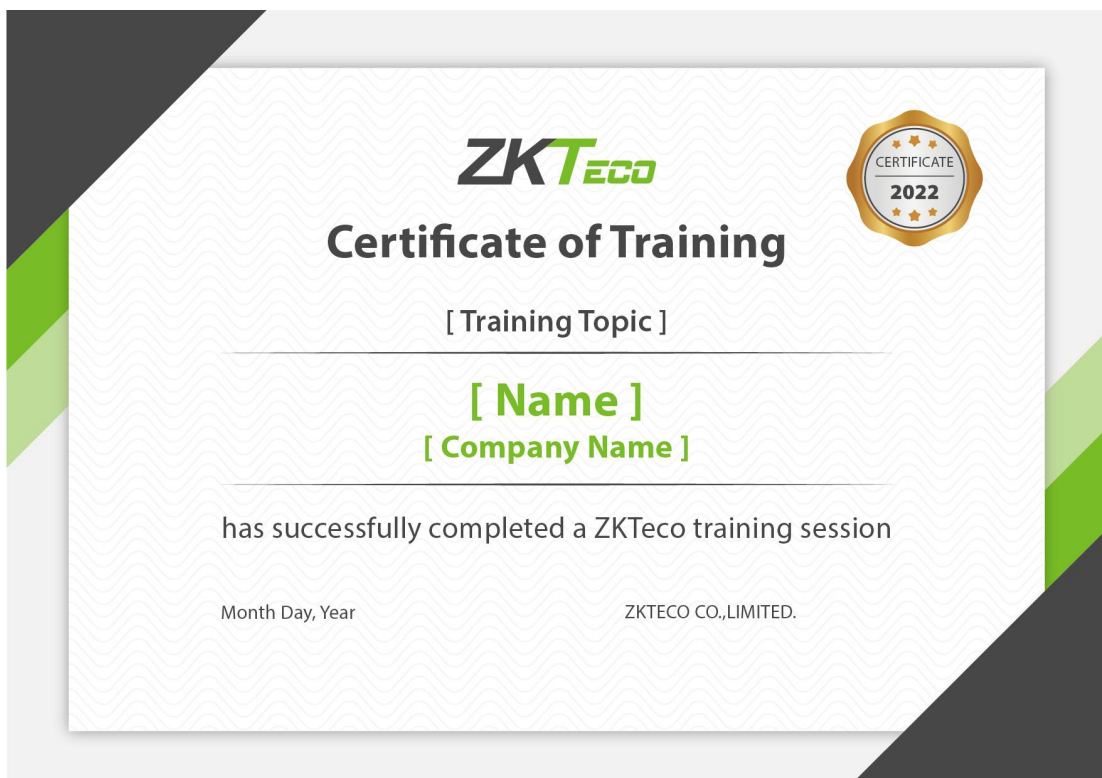 ZKTECO
CERTIFICATE
2022
Certificate of Training
[ Training Topic ]
[ Name ]
[ Company Name ]
has successfully completed a ZKTeco training session
Month Day, Year
ZKTECO CO.,LIMITED.